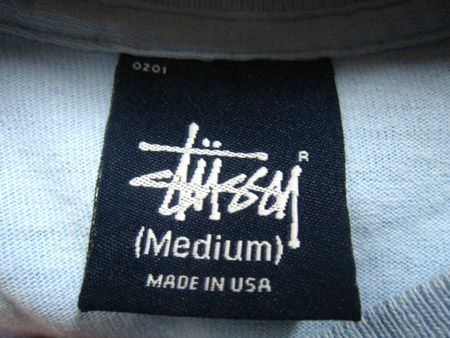 0201
Stüssy
R
(Medium)
MADE IN USA